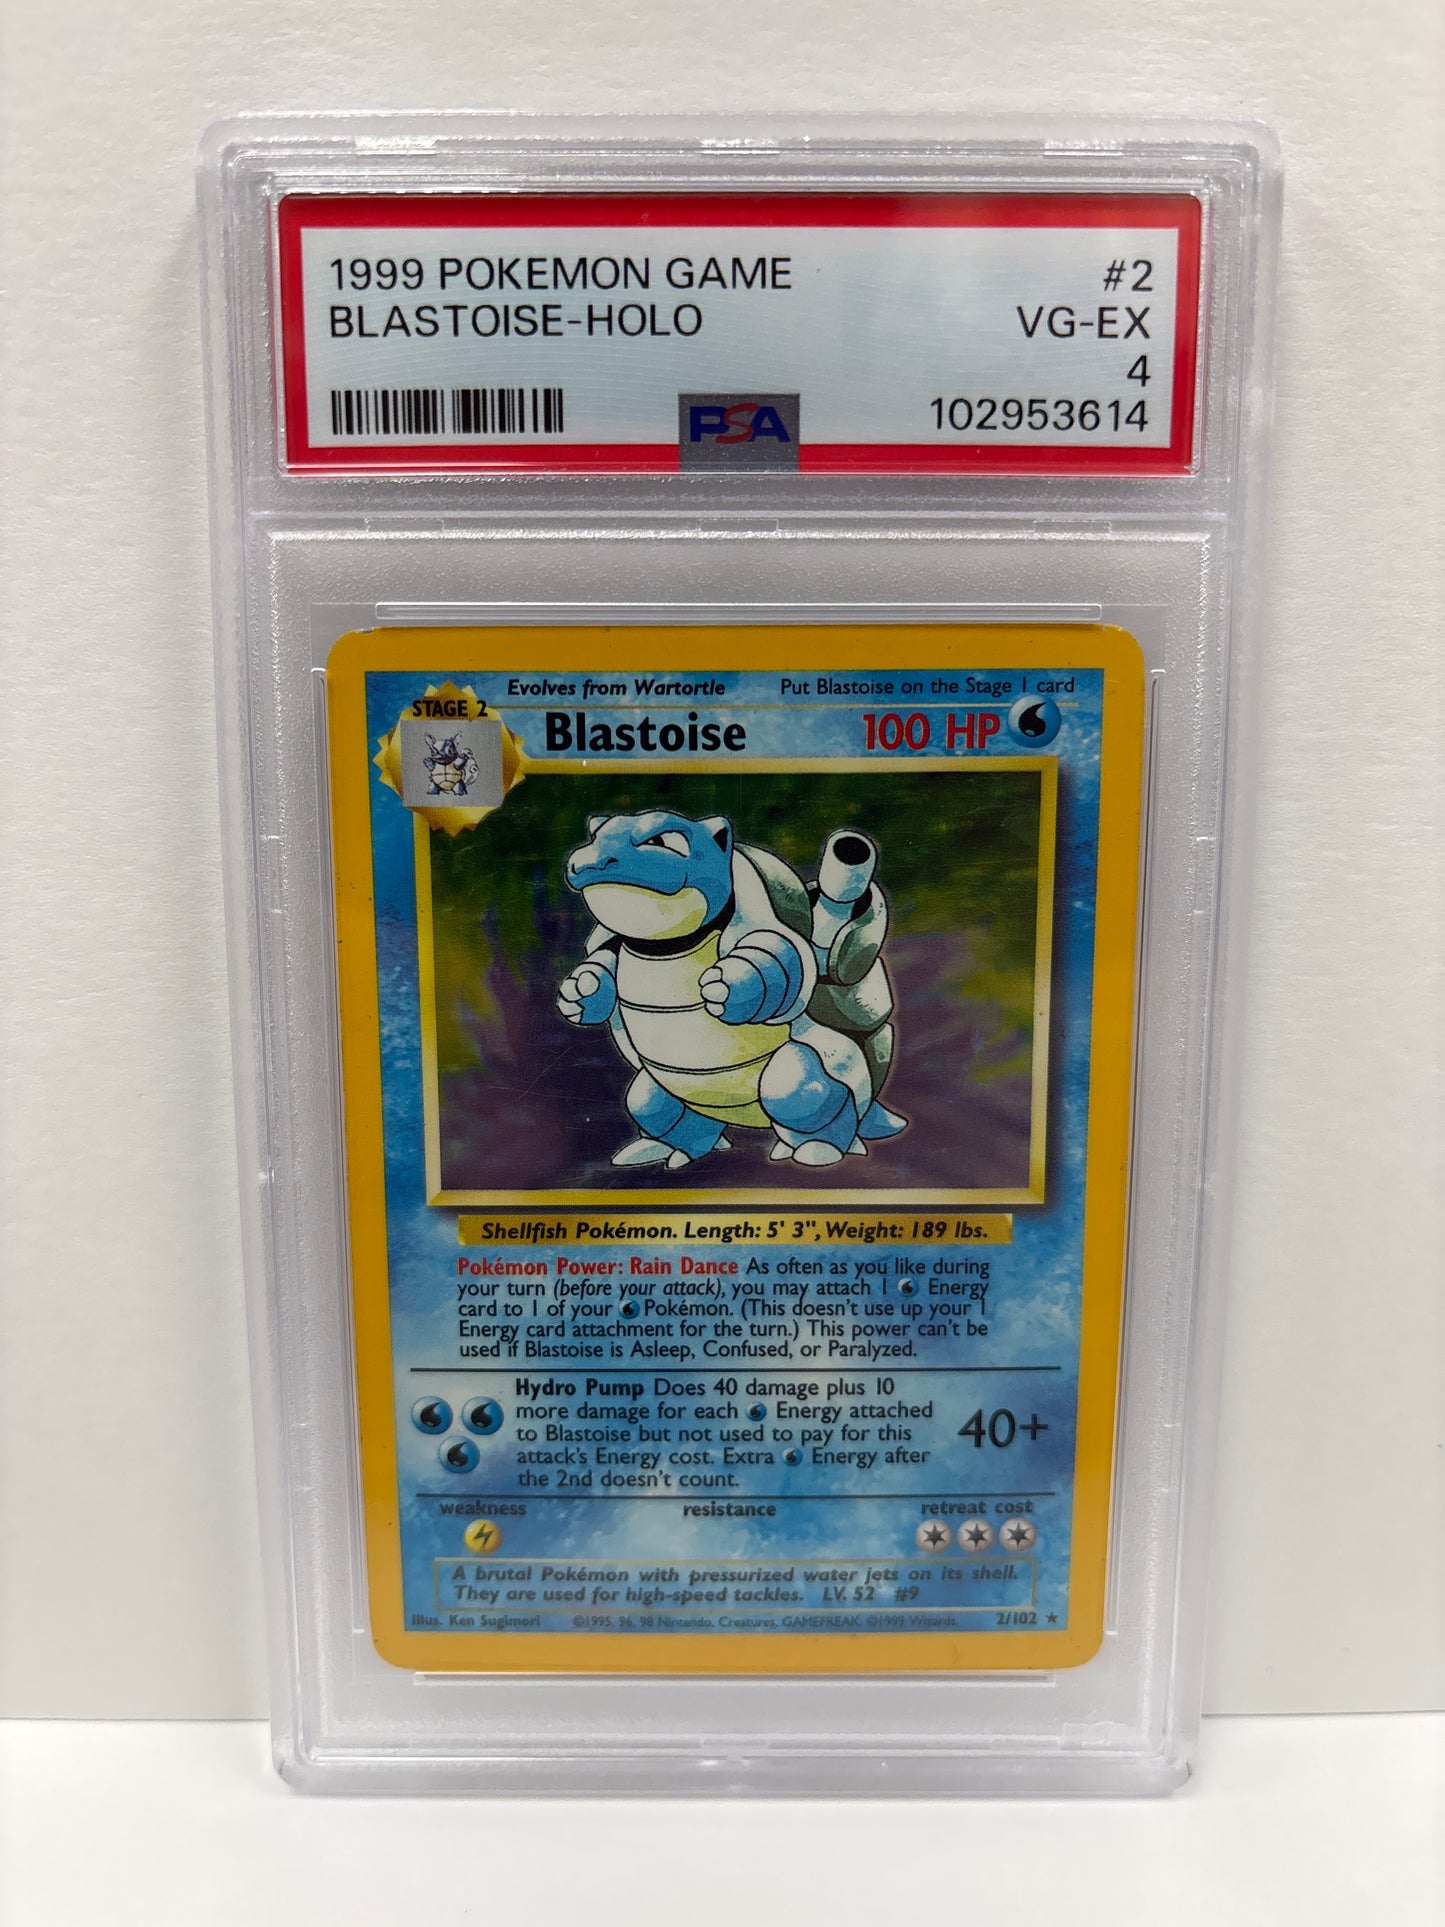 1999 POKEMON GAME #2
BLASTOISE-HOLO VG-EX
4
PSA 102953614
Evolves from Wartortle Put Blastoise on the Stage 1 card
STAGE 2
Blastoise 100 HP
Shellfish Pokémon. Length: 5' 3", Weight: 189 lbs.
Pokémon Power: Rain Dance As often as you like during
your turn (before your attack), you may attach 1 Energy
card to 1 of your Pokémon. (This doesn't use up your 1
Energy card attachment for the turn.) This power can't be
used if Blastoise is Asleep, Confused, or Paralyzed.
Hydro Pump Does 40 damage plus 10
more damage for each Energy attached
to Blastoise but not used to pay for this 40+
attack's Energy cost. Extra Energy after
the 2nd doesn't count.
weakness resistance retreat cost
A brutal Pokémon with pressurized water jets on its shell.
They are used for high-speed tackles. LV. 52 #9
Illus. Ken Sugimori ©1995, 96, 98 Nintendo, Creatures, GAMEFREAK. ©1999 Wizards. 2/102 ★